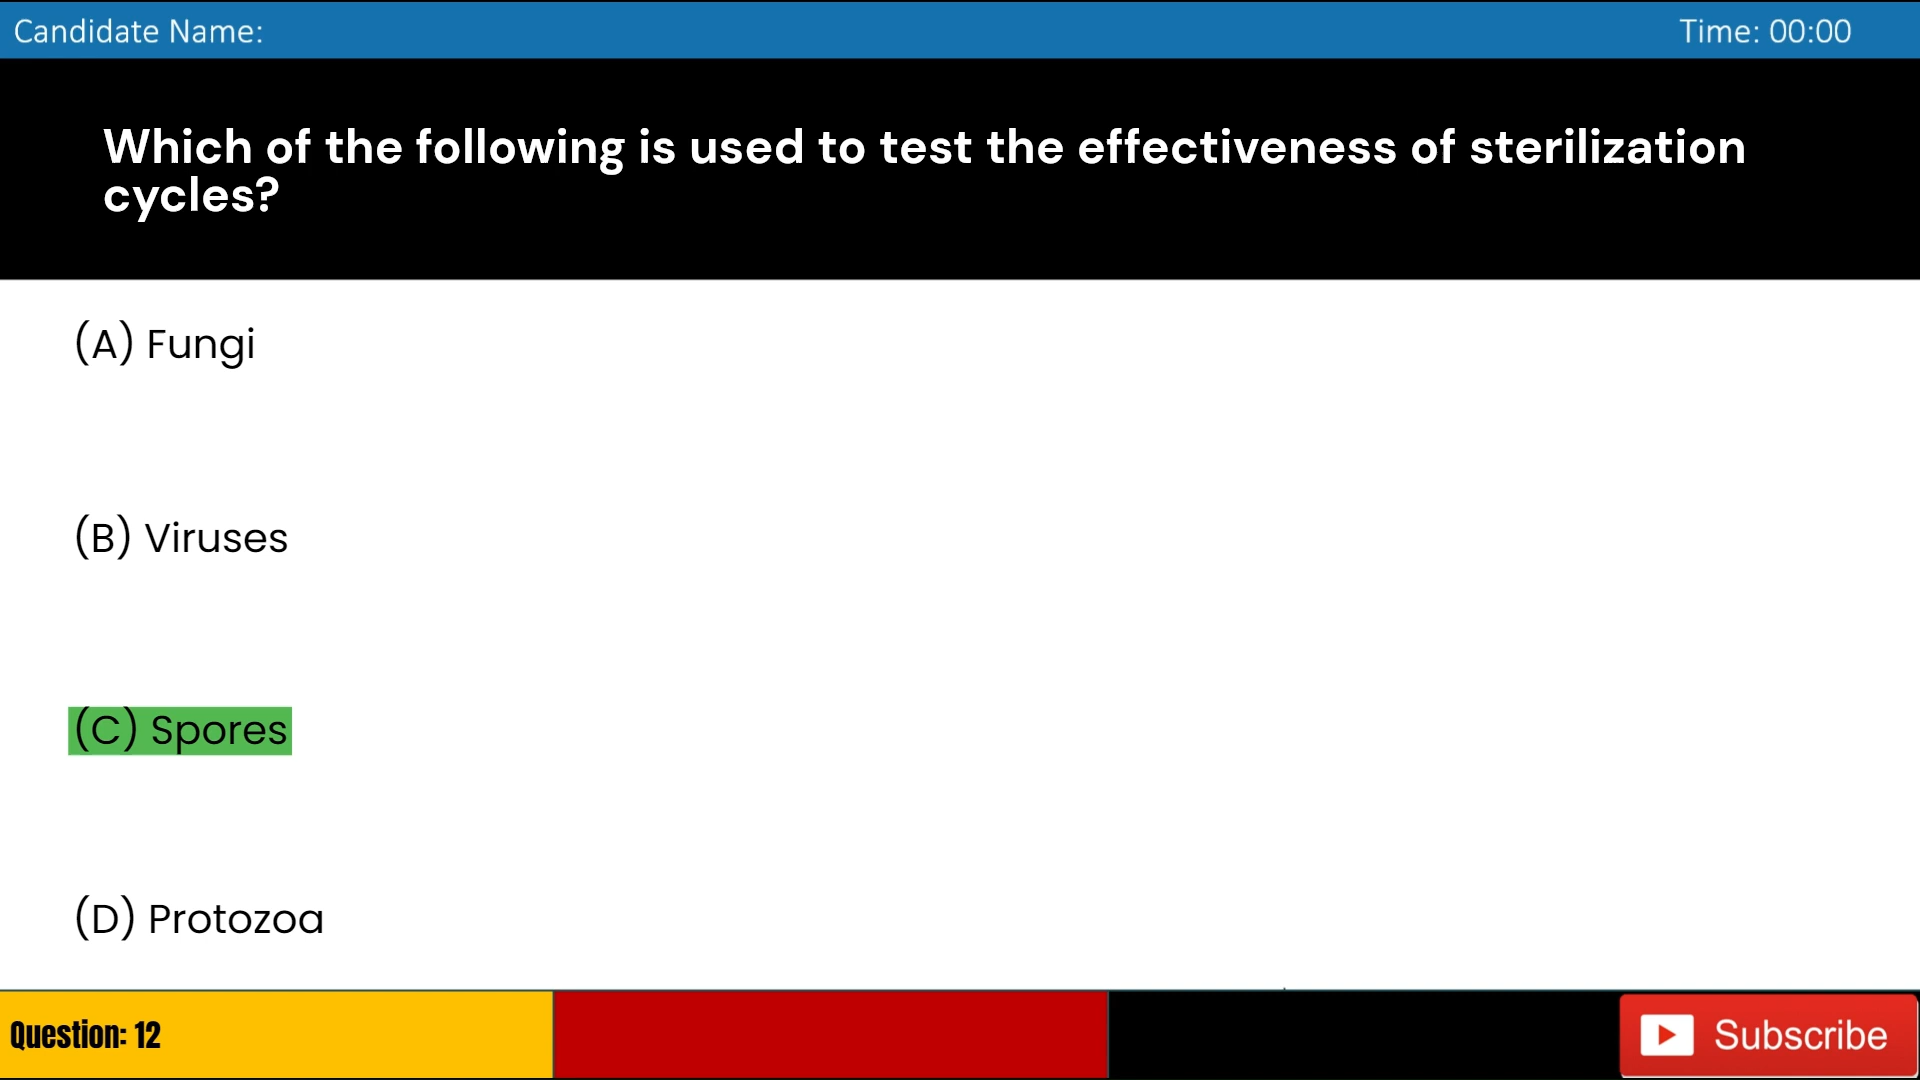 Candidate Name:
Time: 00:00
Which of the following is used to test the effectiveness of sterilization
cycles?
(A) Fungi
(B) Viruses
(C) Spores
(D) Protozoa
Question: 12
Subscribe